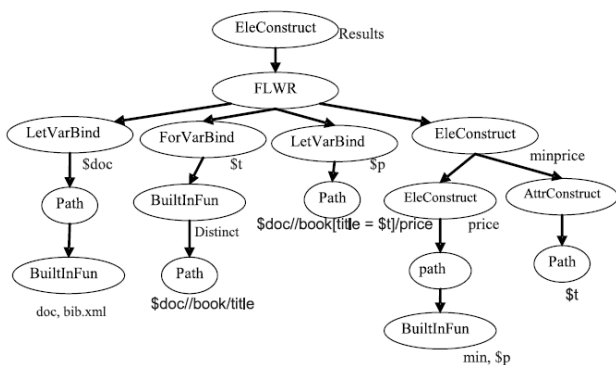 EleConstruct
Results
FLWR
LetVarBind
ForVarBind
LetVarBind
EleConstruct
$doc
$t
$p
minprice
Path
BuiltInFun
Path
EleConstruct
AttrConstruct
Distinct
$doc//book[title = $t]/price
price
BuiltInFun
Path
path
Path
doc, bib.xml
$doc//book/title
$t
BuiltInFun
min, $p